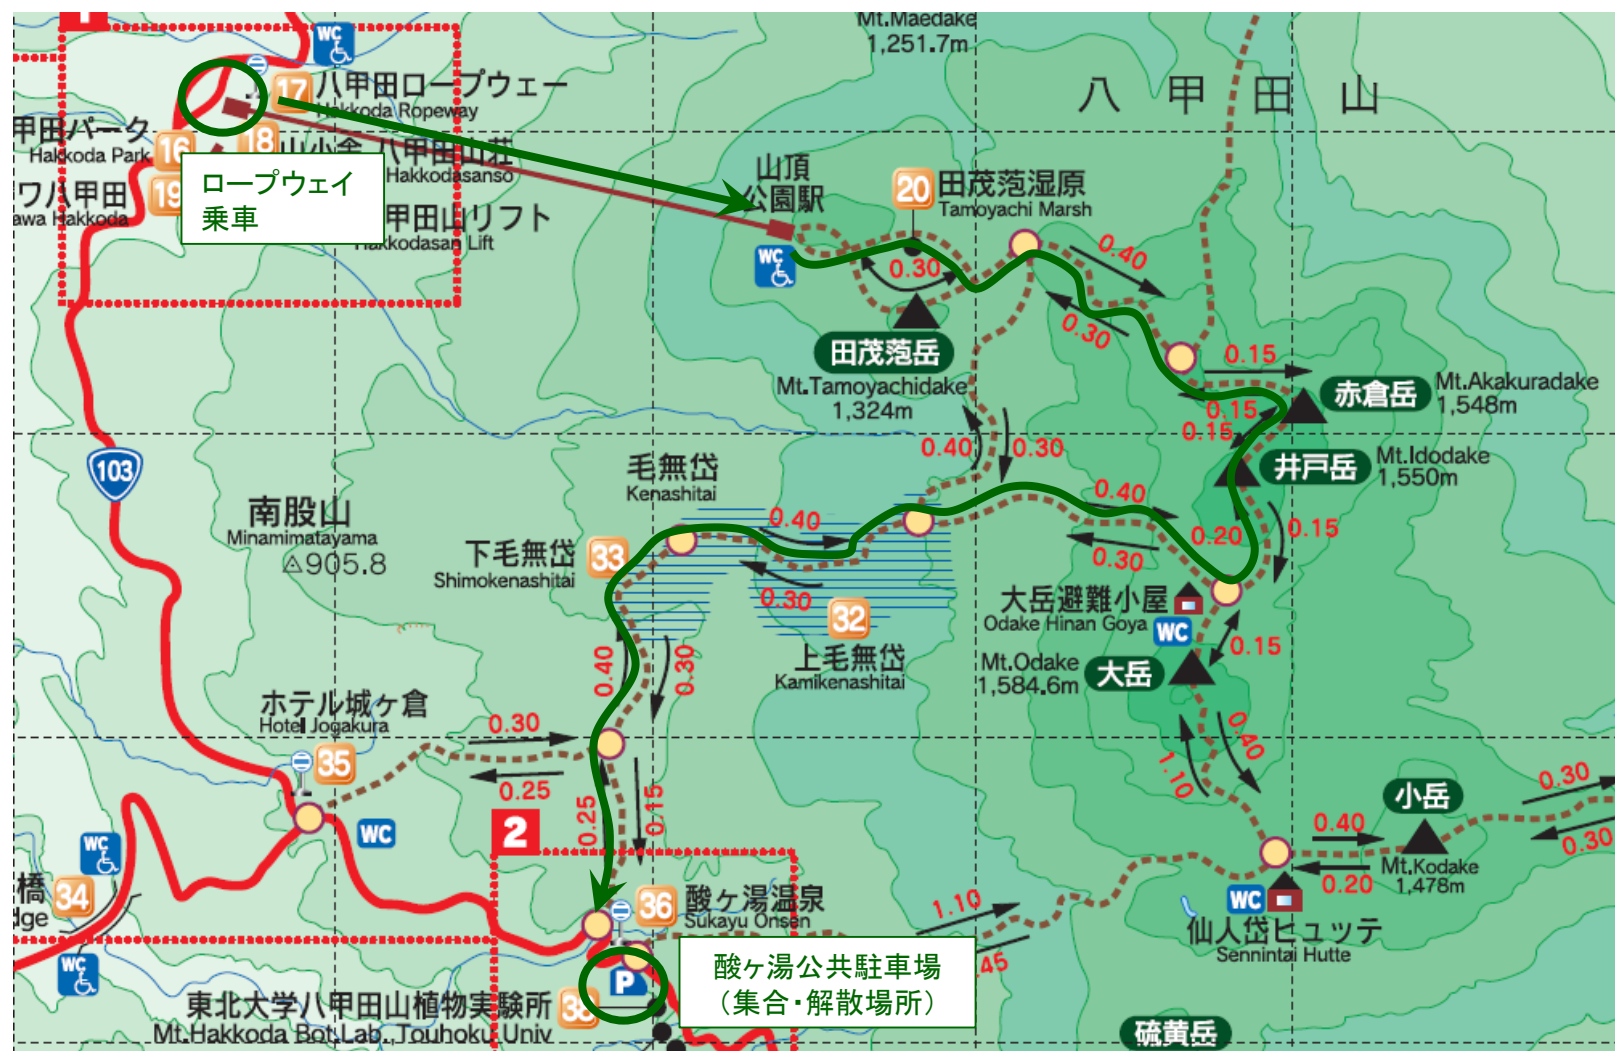 1
WC
17
八甲田ロープウェー
Hakkoda Ropeway
甲田パーク
Hakkoda Park
16
18
八甲田山荘
Hakkodasanso
ワ八甲田
awa Hakkoda
19
ロープウェイ
乗車
甲田山リフト
Hakkodasan Lift
Mt.Maedake
1,251.7m
八甲田山
山頂
公園駅
WC
20
田茂萢湿原
Tamoyachi Marsh
0.30
0.40
0.30
田茂萢岳
Mt.Tamoyachidake
1,324m
0.15
0.15
0.15
赤倉岳
Mt.Akakuradake
1,548m
井戸岳
Mt.Idodake
1,550m
0.40
0.30
103
南股山
Minamimatayama
905.8
毛無岱
Kenashitai
0.40
0.30
0.40
0.30
0.20
0.15
下毛無岱
Shimokenashitai
33
32
上毛無岱
Kamikenashitai
大岳避難小屋
Odake Hinan Goya
WC
0.15
Mt.Odake
1,584.6m
大岳
0.40
0.30
0.40
1.10
ホテル城ヶ倉
Hotel Jogakura
35
0.30
0.25
0.25
0.15
WC
2
小岳
0.30
0.30
0.40
0.20
Mt.Kodake
1,478m
WC
橋
dge
34
WC
36
酸ヶ湯温泉
Sukayu Onsen
1.10
.45
WC
仙人岱ヒュッテ
Sennintai Hutte
P
酸ヶ湯公共駐車場
（集合・解散場所）
東北大学八甲田山植物実験所
Mt.Hakkoda Bot.Lab.,Touhoku Univ
38
硫黄岳